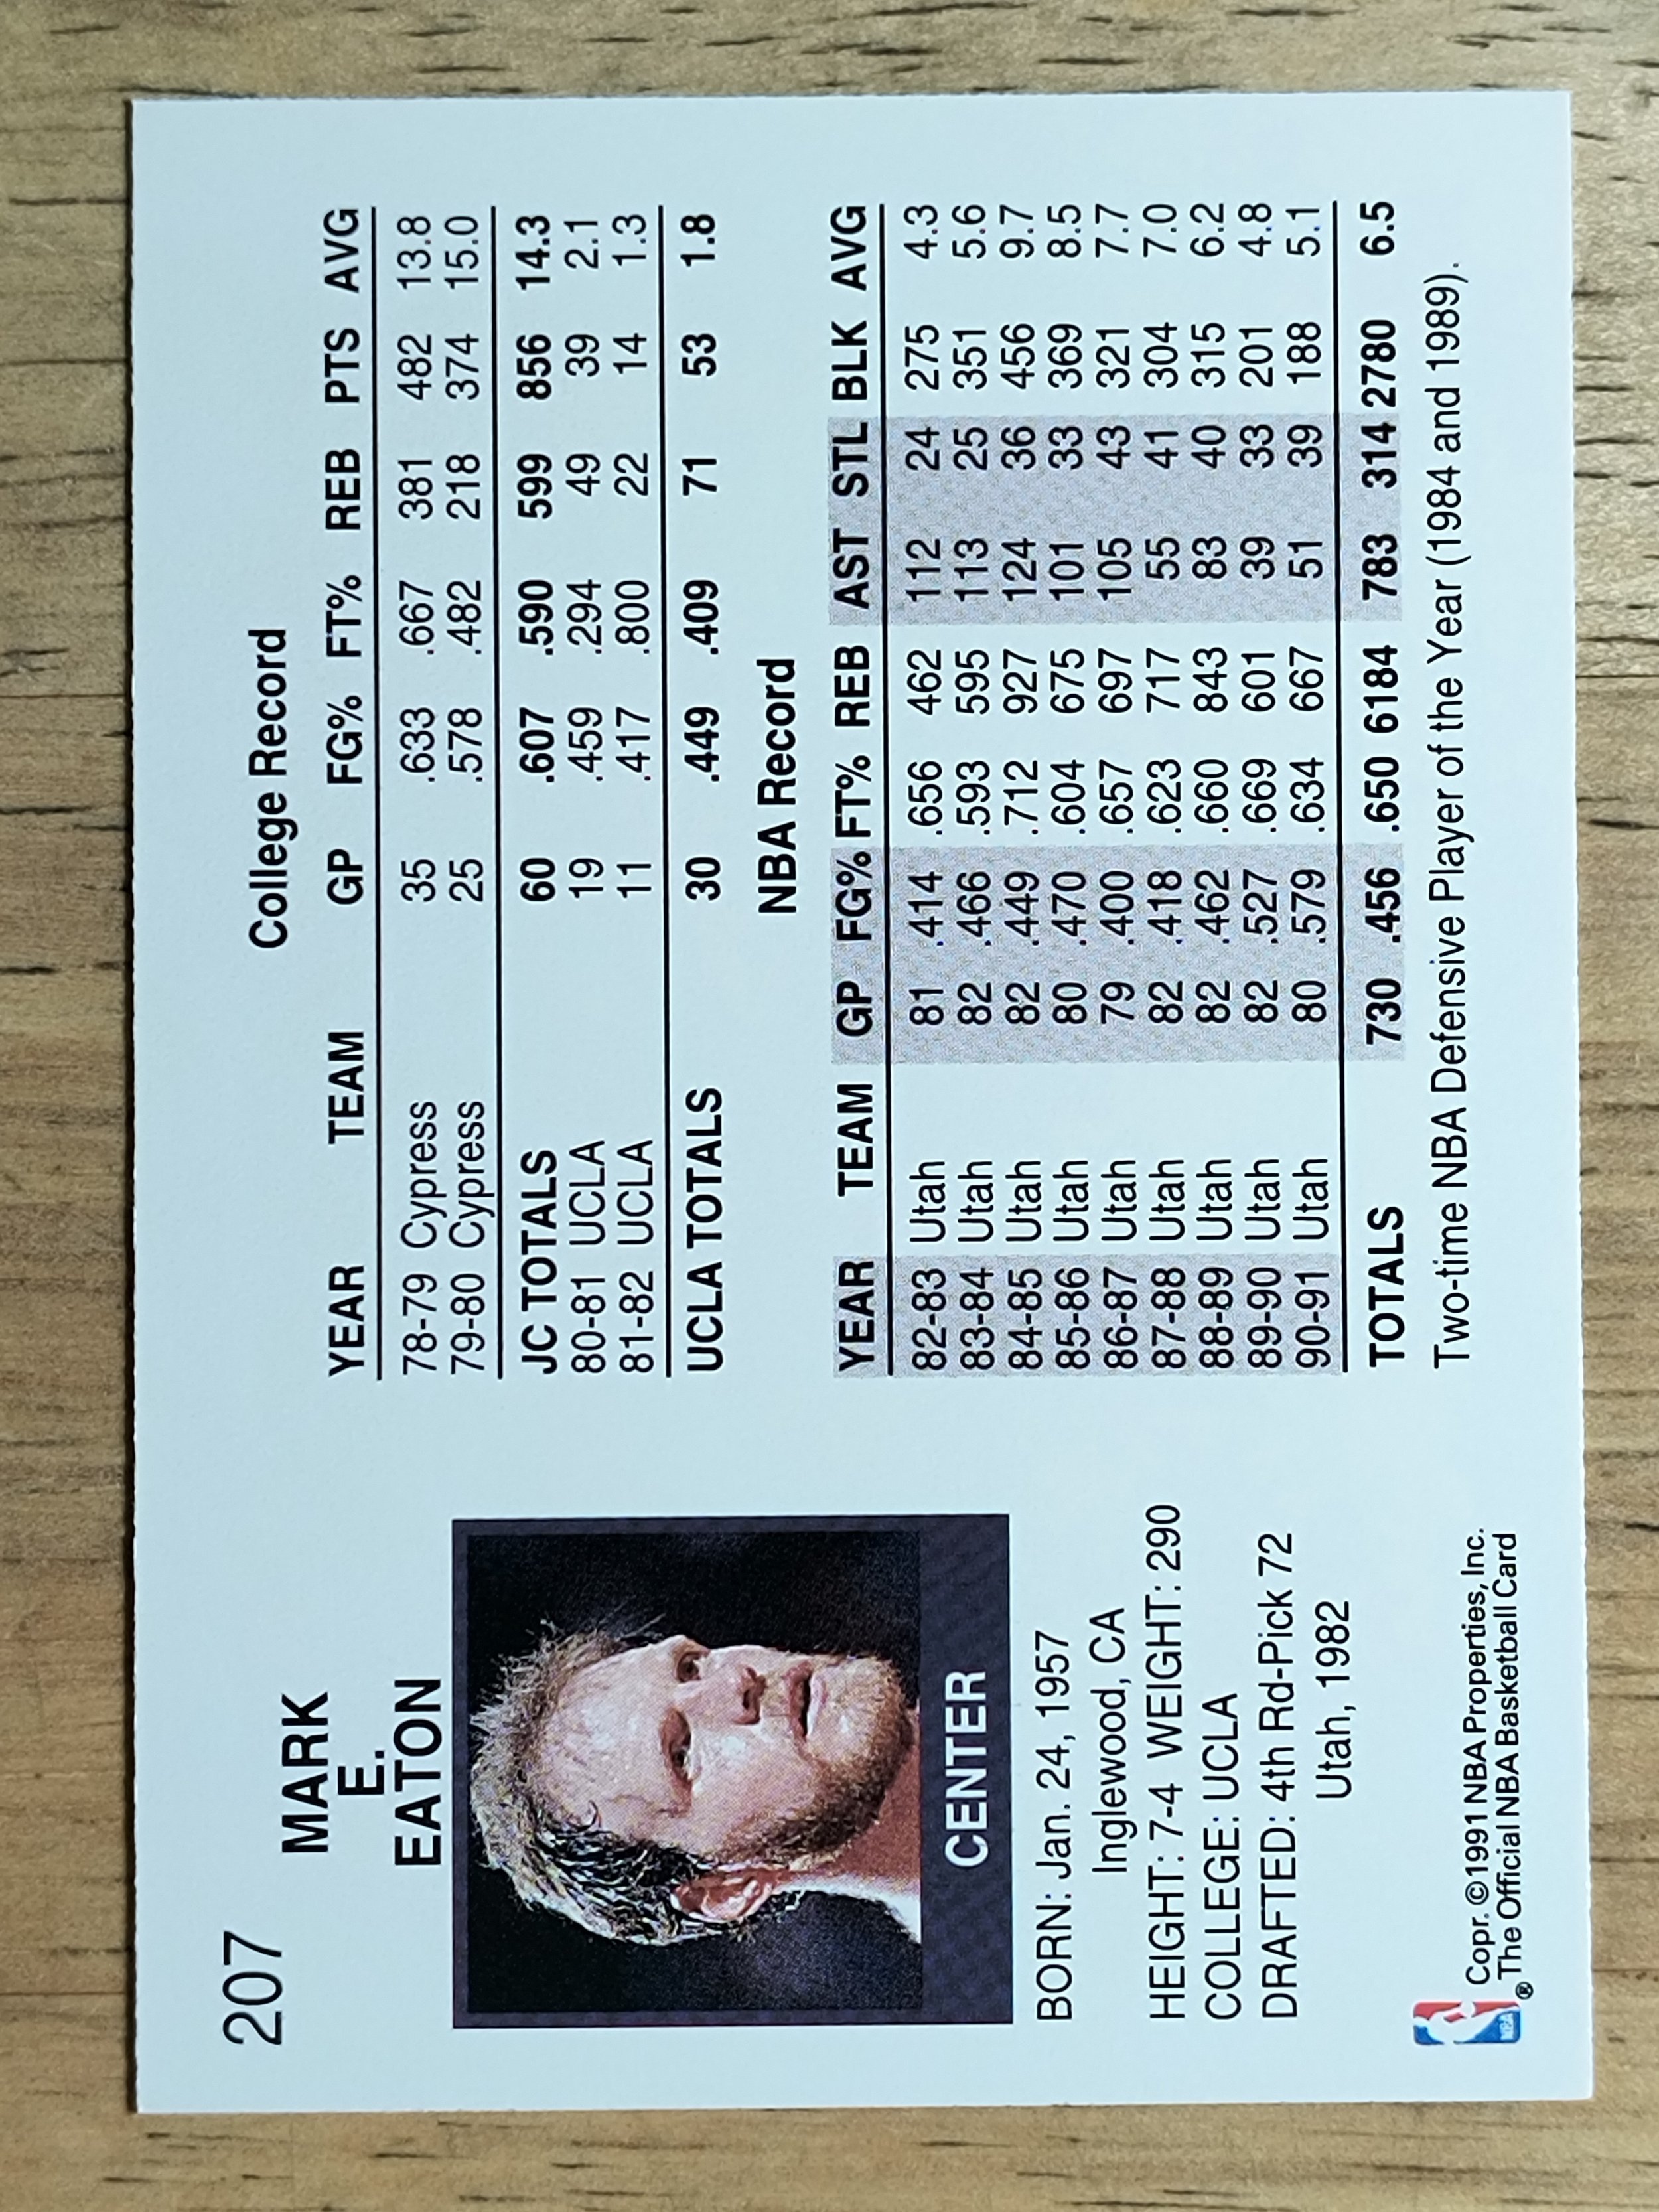 207
MARK
E.
EATON
CENTER
BORN: Jan. 24, 1957
Inglewood, CA
HEIGHT: 7-4 WEIGHT: 290
COLLEGE: UCLA
DRAFTED: 4th Rd-Pick 72
Utah, 1982
NBA
®
Copr. © 1991 NBA Properties, Inc.
The Official NBA Basketball Card
College Record
YEAR TEAM GP FG% FT% REB PTS AVG
78-79 Cypress 35 .633 .667 381 482 13.8
79-80 Cypress 25 .578 .482 218 374 15.0
JC TOTALS 60 .607 .590 599 856 14.3
80-81 UCLA 19 .459 .294 49 39 2.1
81-82 UCLA 11 .417 .800 22 14 1.3
UCLA TOTALS 30 .449 .409 71 53 1.8
NBA Record
YEAR TEAM GP FG% FT% REB AST STL BLK AVG
82-83 Utah 81 .414 .656 462 112 24 275 4.3
83-84 Utah 82 .466 .593 595 113 25 351 5.6
84-85 Utah 82 .449 .712 927 124 36 456 9.7
85-86 Utah 80 .470 .604 675 101 33 369 8.5
86-87 Utah 79 .400 .657 697 105 43 321 7.7
87-88 Utah 82 .418 .623 717 55 41 304 7.0
88-89 Utah 82 .462 .660 843 83 40 315 6.2
89-90 Utah 82 .527 .669 601 39 33 201 4.8
90-91 Utah 80 .579 .634 667 51 39 188 5.1
TOTALS 730 .456 .650 6184 783 314 2780 6.5
Two-time NBA Defensive Player of the Year (1984 and 1989).